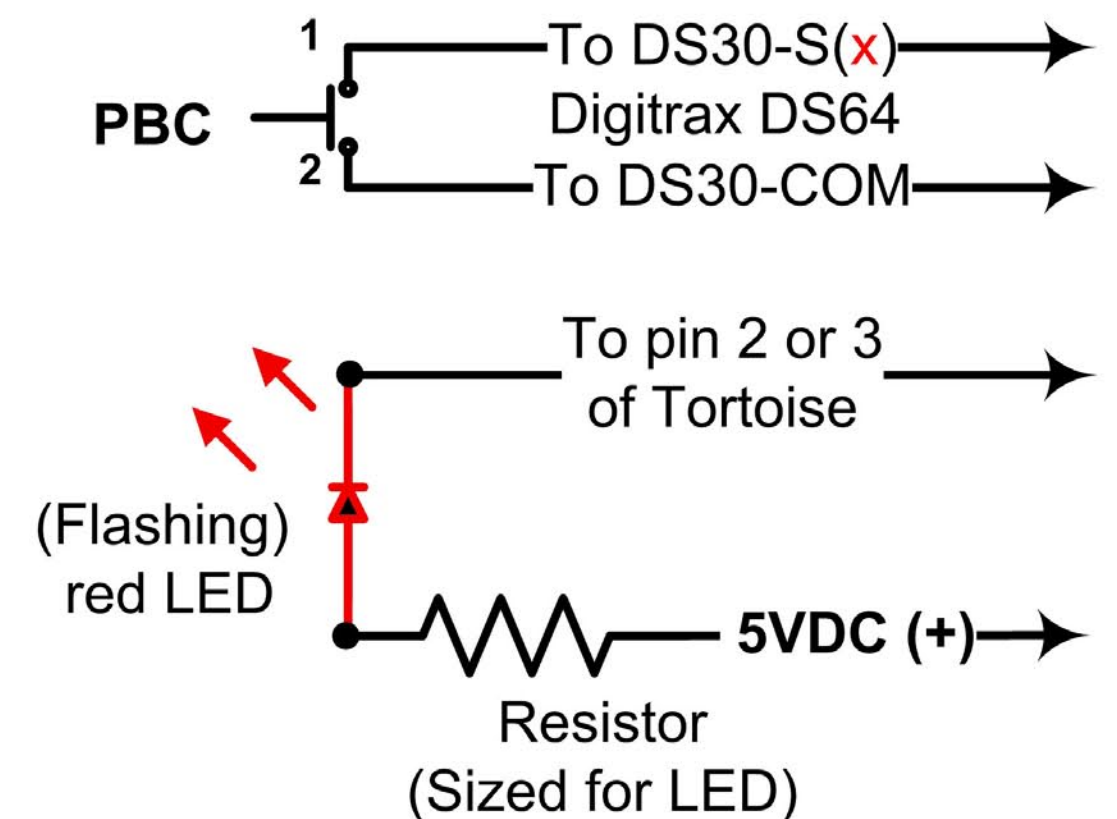 1
To DS30-S(x)
PBC
Digitrax DS64
2
To DS30-COM
To pin 2 or 3
of Tortoise
(Flashing)
red LED
5VDC (+)
Resistor
(Sized for LED)